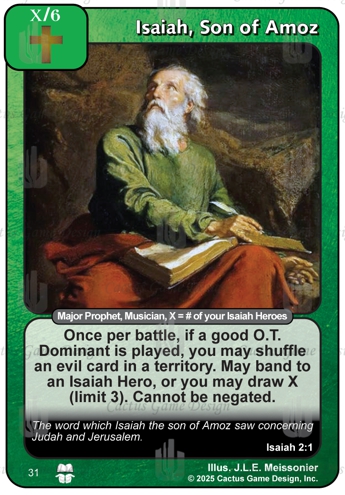 X/6
Isaiah, Son of Amoz
Major Prophet, Musician, X = # of your Isaiah Heroes
Once per battle, if a good O.T.
Dominant is played, you may shuffle
an evil card in a territory. May band to
an Isaiah Hero, or you may draw X
(limit 3). Cannot be negated.
Cactus Game Design
The word which Isaiah the son of Amoz saw concerning
Judah and Jerusalem.
Isaiah 2:1
31
Illus. J.L.E. Meissonier
© 2025 Cactus Game Design, Inc.